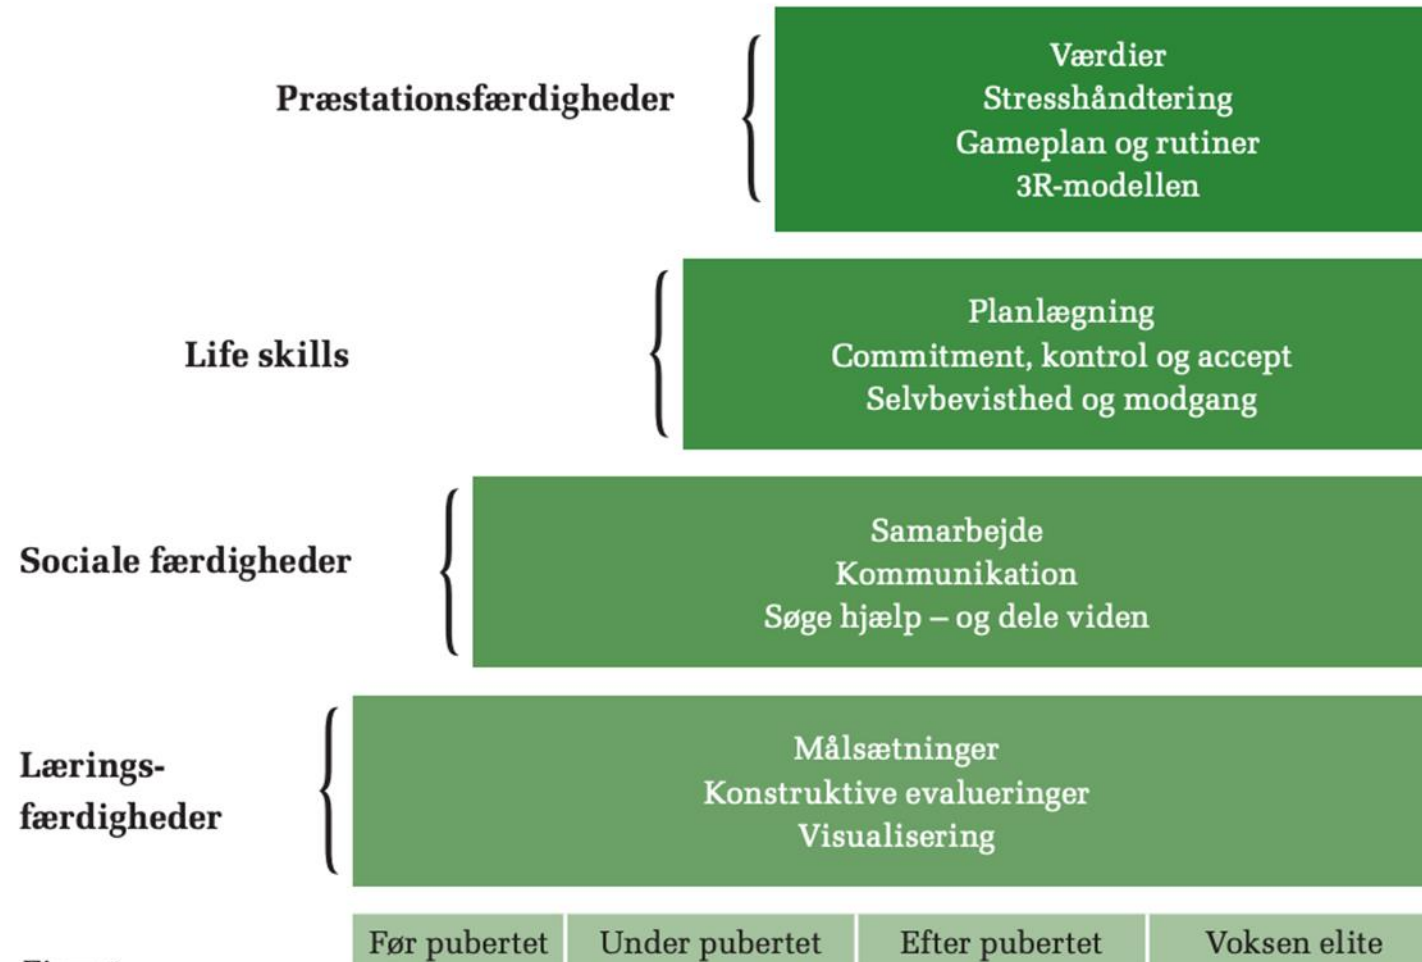 Præstationsfærdigheder
Værdier
Stresshåndtering
Gameplan og rutiner
3R-modellen
Life skills
Planlægning
Commitment, kontrol og accept
Selvbevisthed og modgang
Sociale færdigheder
Samarbejde
Kommunikation
Søge hjælp – og dele viden
Lærings-
færdigheder
Målsætninger
Konstruktive evalueringer
Visualisering
Før pubertet
Under pubertet
Efter pubertet
Voksen elite